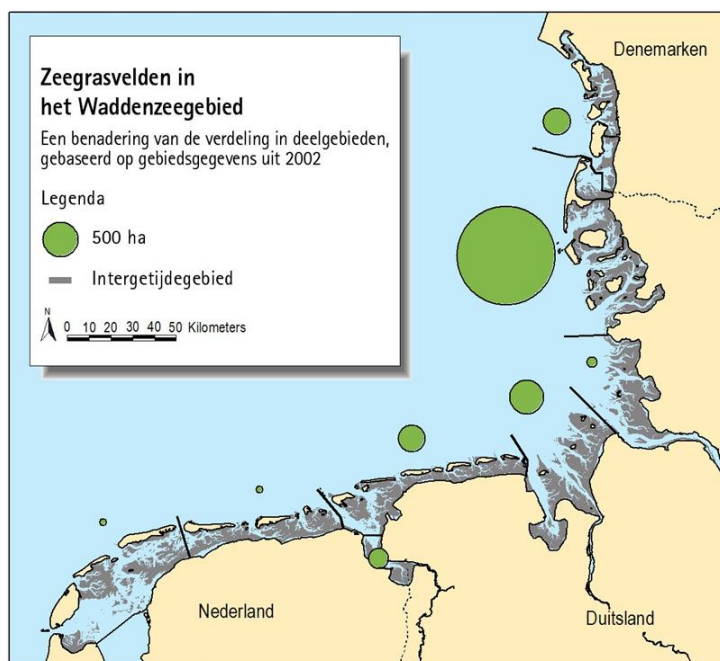 Denemarken
Zeegrasvelden in
het Waddenzeegebied
Een benadering van de verdeling in deelgebieden,
gebaseerd op gebiedsgegevens uit 2002
Legenda
500 ha
Intergetijdegebied
N
0 10 20 30 40 50 Kilometers
Nederland
Duitsland